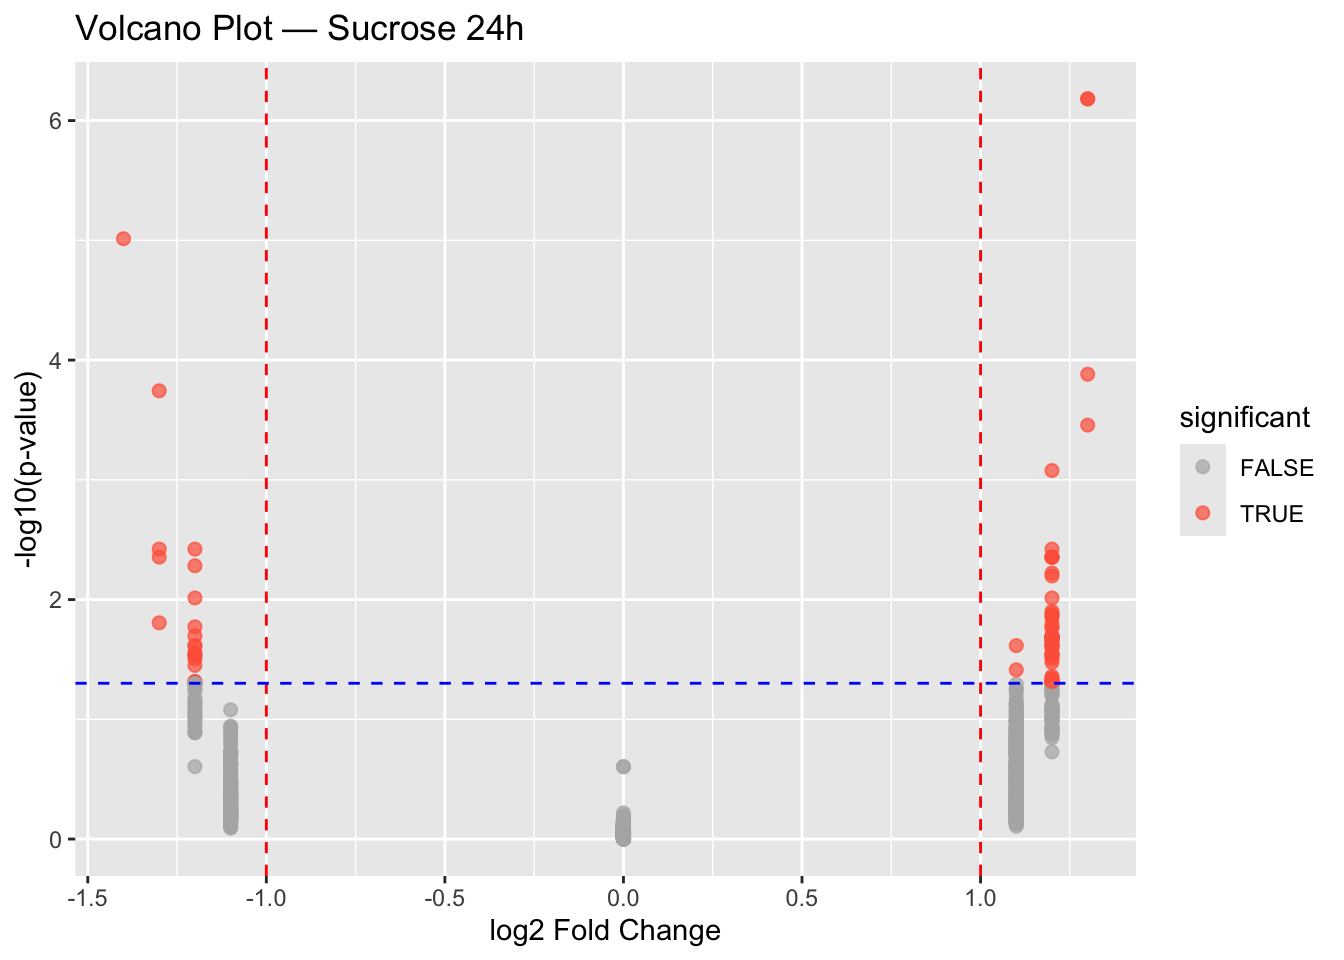 Volcano Plot — Sucrose 24h
6
4
2
0
-log10(p-value)
-1.5 -1.0 -0.5 0.0 0.5 1.0
log2 Fold Change
significant
FALSE
TRUE